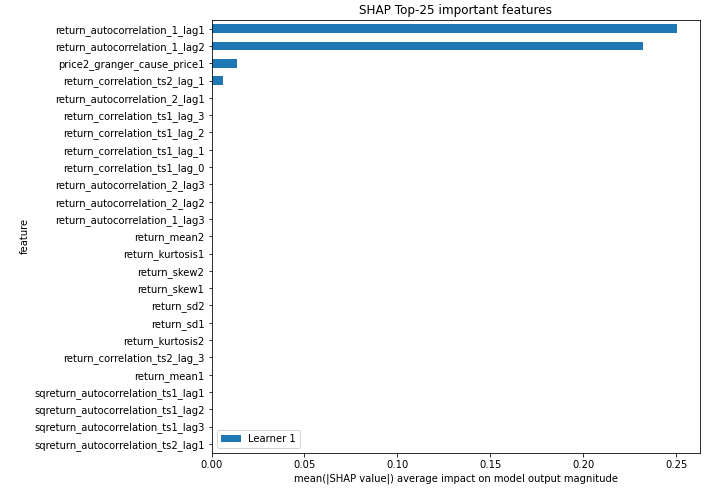 SHAP Top-25 important features
return_autocorrelation_1_lag1
return_autocorrelation_1_lag2
price2_granger_cause_price1
return_correlation_ts2_lag_1
return_autocorrelation_2_lag1
return_correlation_ts1_lag_3
return_correlation_ts1_lag_2
return_correlation_ts1_lag_1
return_correlation_ts1_lag_0
return_autocorrelation_2_lag3
return_autocorrelation_2_lag2
return_autocorrelation_1_lag3
return_mean2
return_kurtosis1
return_skew2
return_skew1
return_sd2
return_sd1
return_kurtosis2
return_correlation_ts2_lag_3
return_mean1
sqreturn_autocorrelation_ts1_lag1
sqreturn_autocorrelation_ts1_lag2
sqreturn_autocorrelation_ts1_lag3
sqreturn_autocorrelation_ts2_lag1
feature
Learner 1
0.00 0.05 0.10 0.15 0.20 0.25
mean(|SHAP value|) average impact on model output magnitude